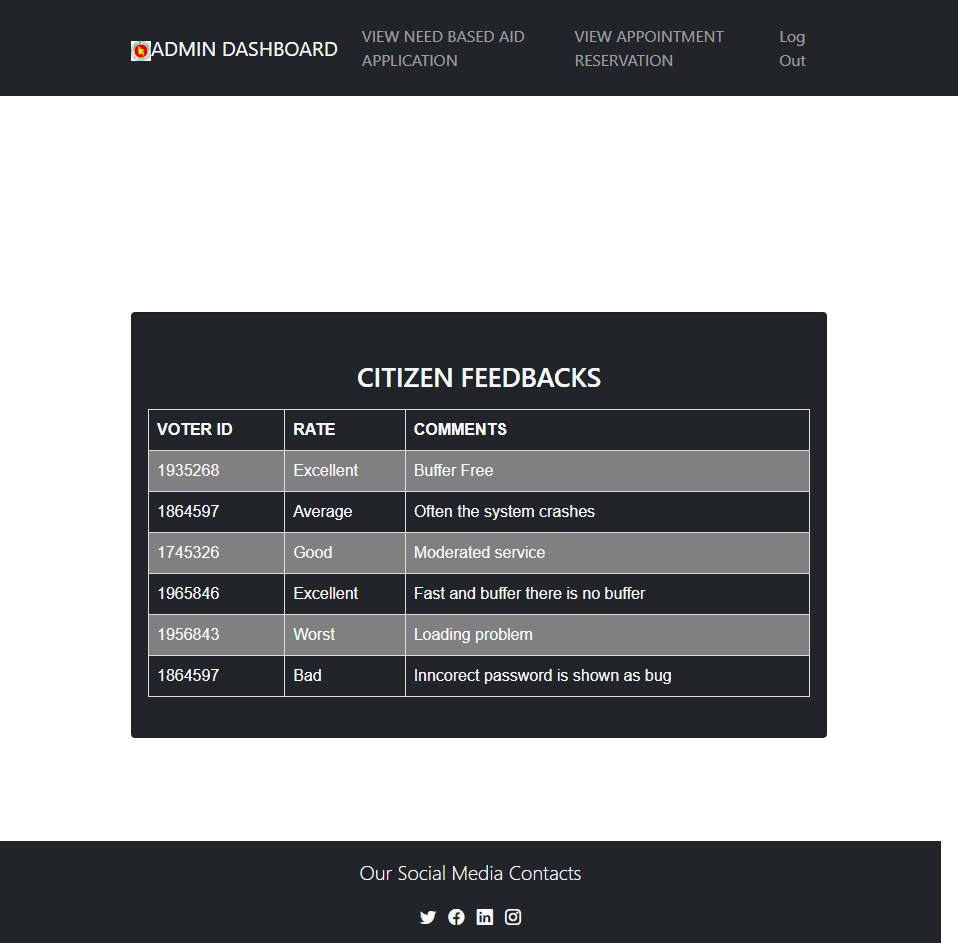 ADMIN DASHBOARD
VIEW NEED BASED AID
APPLICATION
VIEW APPOINTMENT
RESERVATION
Log
Out
CITIZEN FEEDBACKS
VOTER ID RATE COMMENTS
1935268 Excellent Buffer Free
1864597 Average Often the system crashes
1745326 Good Moderated service
1965846 Excellent Fast and buffer there is no buffer
1956843 Worst Loading problem
1864597 Bad Inncorect password is shown as bug
Our Social Media Contacts